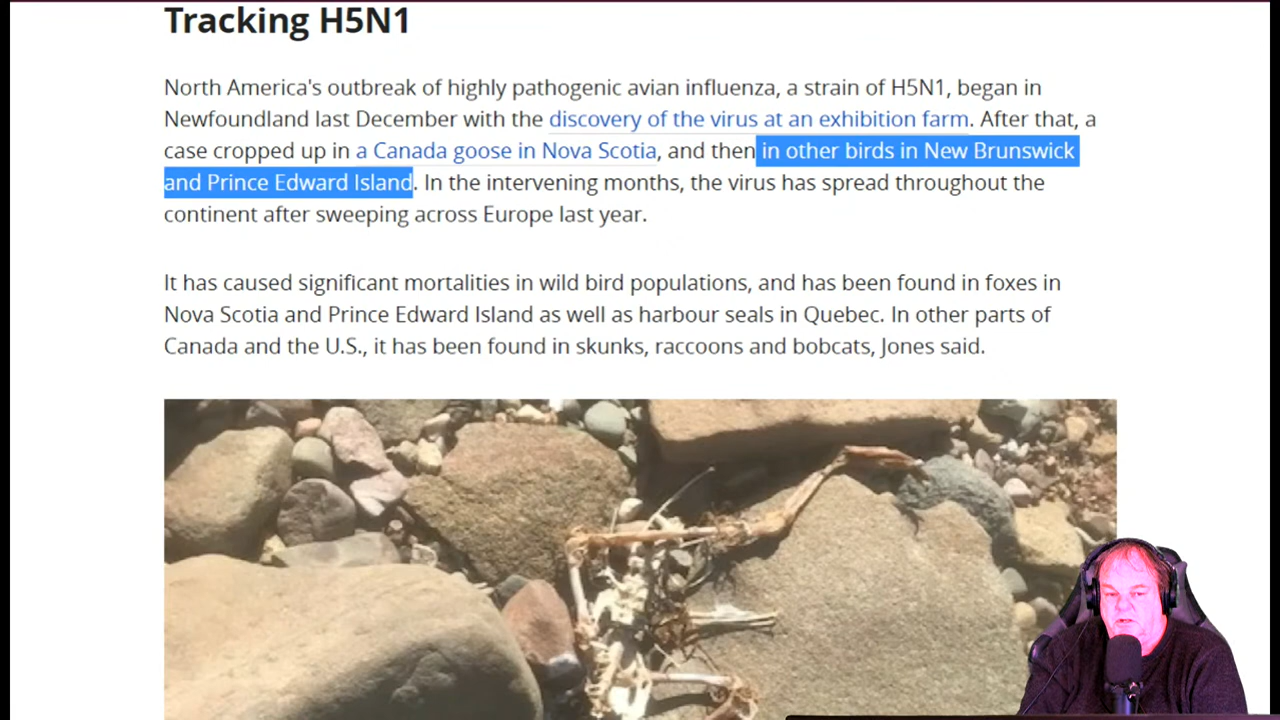 Tracking H5N1
North America's outbreak of highly pathogenic avian influenza, a strain of H5N1, began in
Newfoundland last December with the discovery of the virus at an exhibition farm. After that, a
case cropped up in a Canada goose in Nova Scotia, and then in other birds in New Brunswick
and Prince Edward Island. In the intervening months, the virus has spread throughout the
continent after sweeping across Europe last year.
It has caused significant mortalities in wild bird populations, and has been found in foxes in
Nova Scotia and Prince Edward Island as well as harbour seals in Quebec. In other parts of
Canada and the U.S., it has been found in skunks, raccoons and bobcats, Jones said.